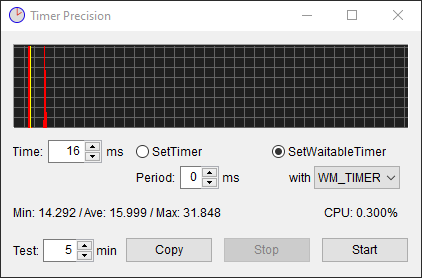 Timer Precision
Time: 16 ms SetTimer SetWaitableTimer
Period: 0 ms with WM_TIMER
Min: 14.292 / Ave: 15.999 / Max: 31.848 CPU: 0.300%
Test: 5 min Copy Stop Start